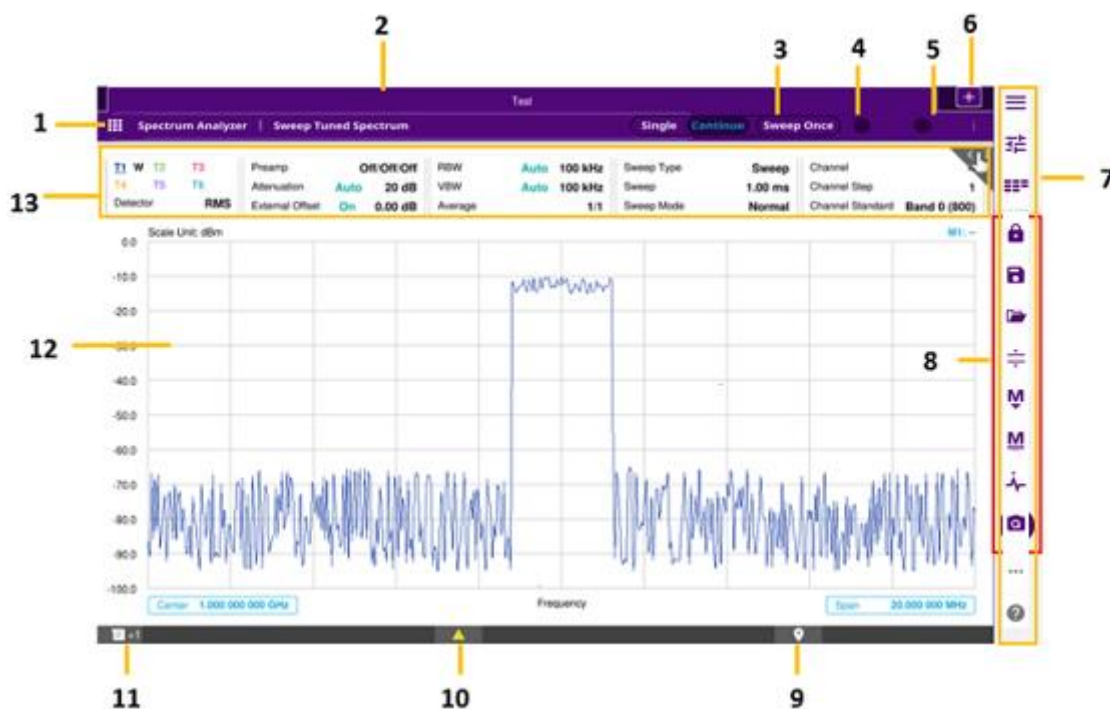 2
3
4
5
6
Test
1
Spectrum Analyzer | Sweep Tuned Spectrum
Single Continue Sweep Once
7
13
T1 W T2 T3
T4 T5 T6
Detector RMS
Preamp Off/Off/Off
Attenuation Auto 20 dB
External Offset On 0.00 dB
RBW Auto 100 kHz
VBW Auto 100 kHz
Average 1/1
Sweep Type Sweep
Sweep 1.00 ms
Sweep Mode Normal
Channel
Channel Step 1
Channel Standard Band 0 (800)
0.0
Scale Unit: dBm
M1: --
-10.0
-20.0
-30.0
12
8
-40.0
-50.0
-60.0
-70.0
-80.0
-90.0
-100.0
M
M
Center 1.000 000 000 GHz
Frequency
Span 20.000 000 MHz
+1
11
10
9